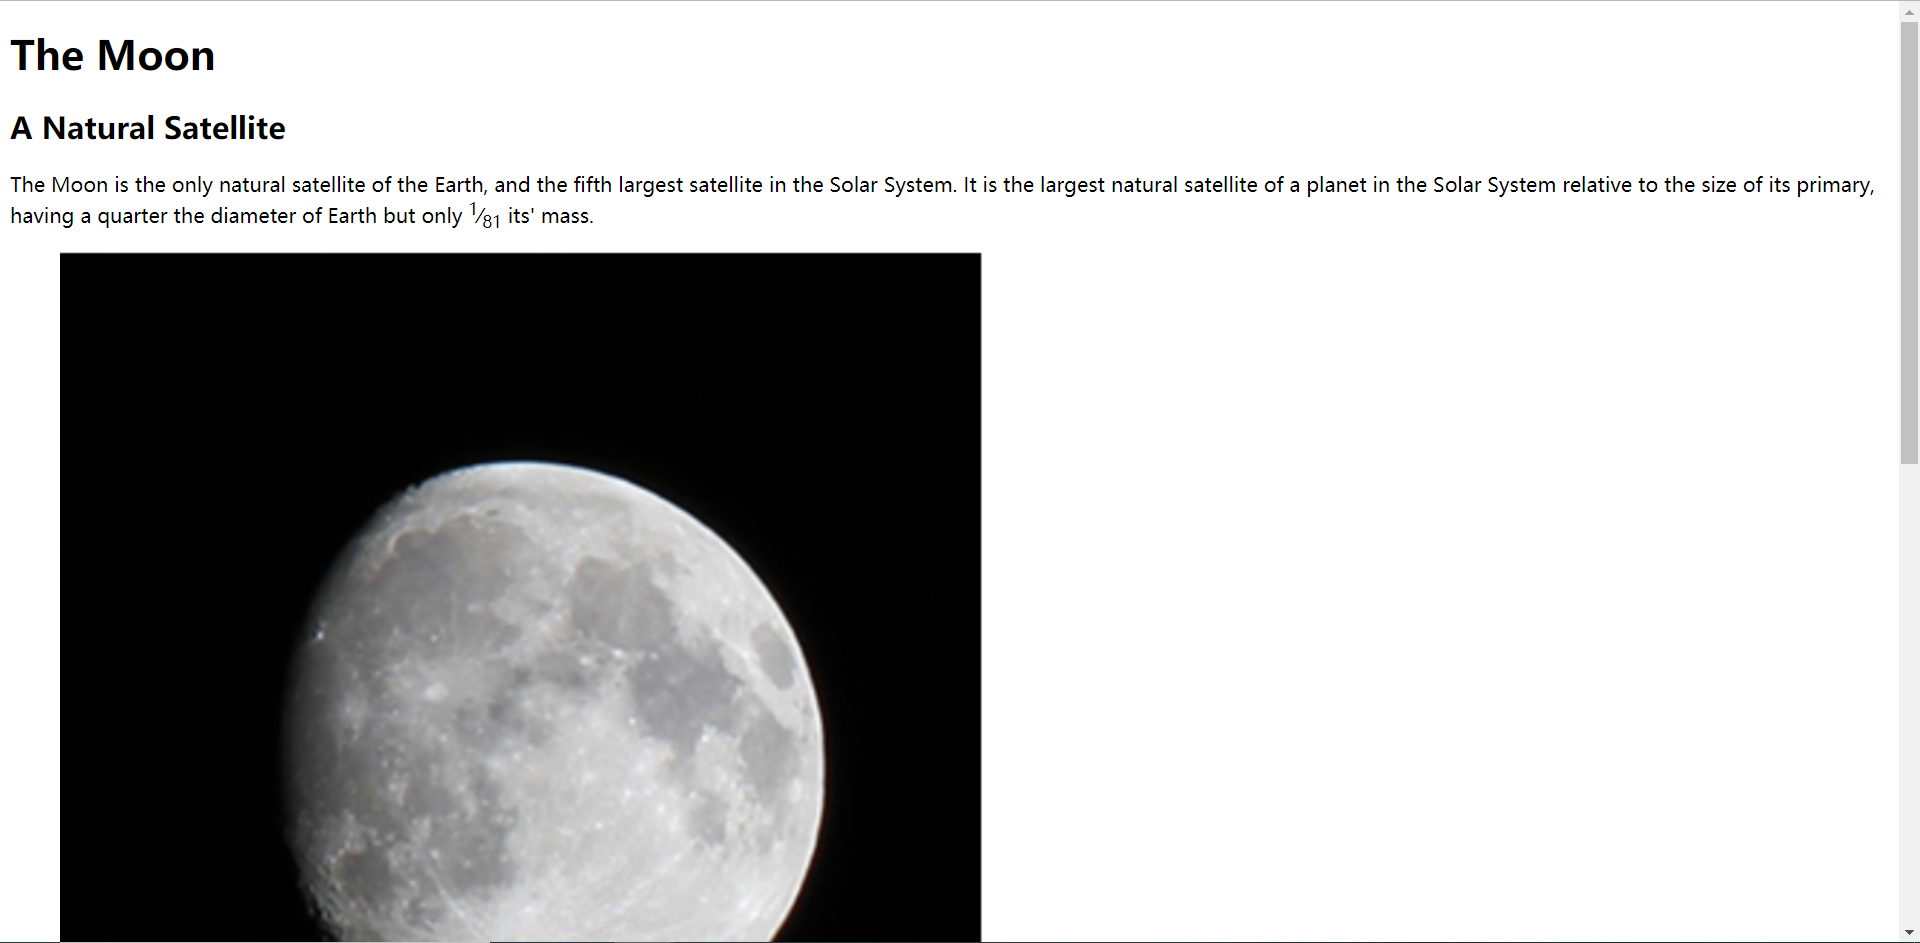 The Moon
A Natural Satellite
The Moon is the only natural satellite of the Earth, and the fifth largest satellite in the Solar System. It is the largest natural satellite of a planet in the Solar System relative to the size of its primary,
having a quarter the diameter of Earth but only ¹⁄₈₁ its' mass.